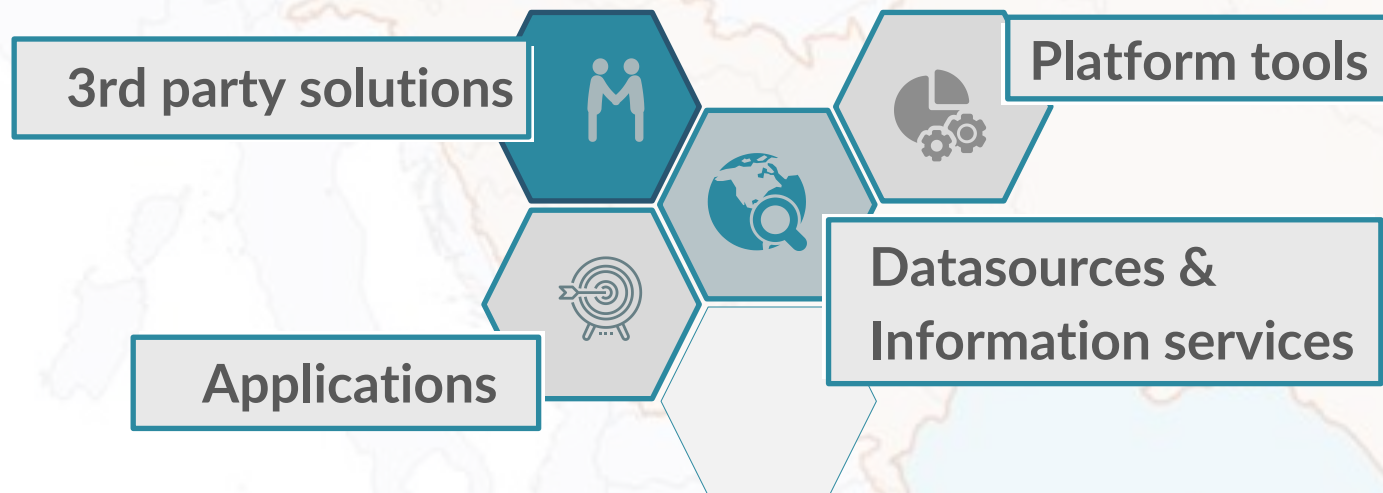 3rd party solutions
Platform tools
Datasources &
Information services
Applications